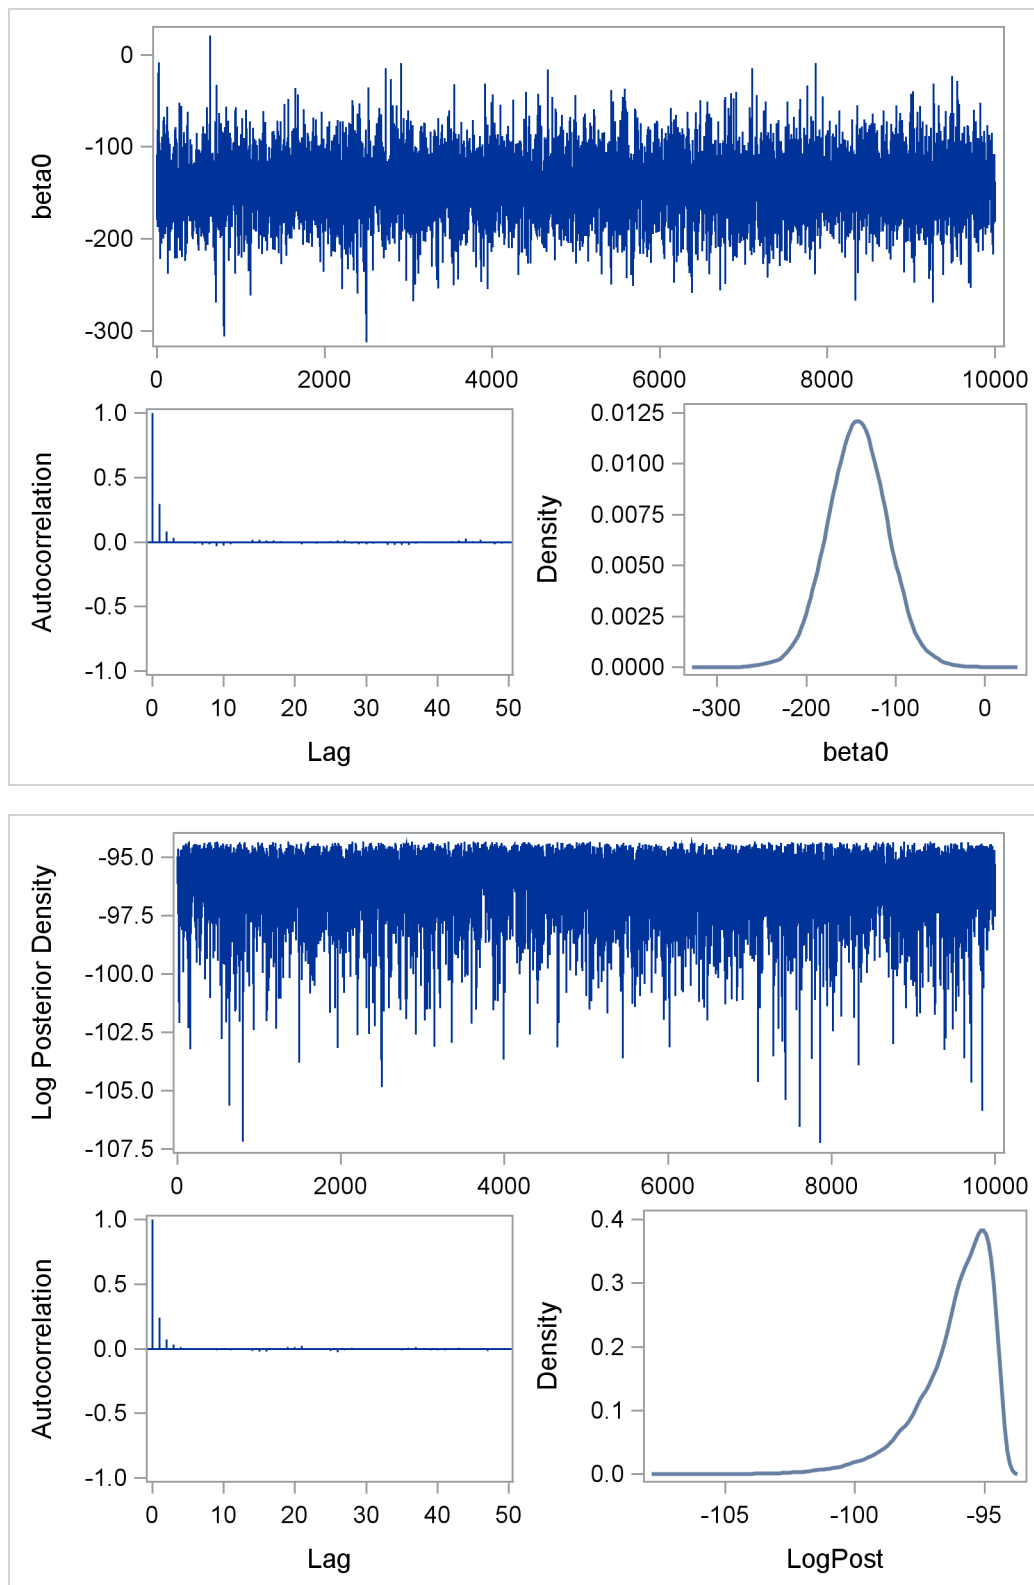 beta0
0
-100
-200
-300
0 2000 4000 6000 8000 10000
Autocorrelation
1.0
0.5
0.0
-0.5
-1.0
0 10 20 30 40 50
Lag
Density
0.0125
0.0100
0.0075
0.0050
0.0025
0.0000
-300 -200 -100 0
beta0
Log Posterior Density
-95.0
-97.5
-100.0
-102.5
-105.0
-107.5
0 2000 4000 6000 8000 10000
Autocorrelation
1.0
0.5
0.0
-0.5
-1.0
0 10 20 30 40 50
Lag
Density
0.4
0.3
0.2
0.1
0.0
-105 -100 -95
LogPost